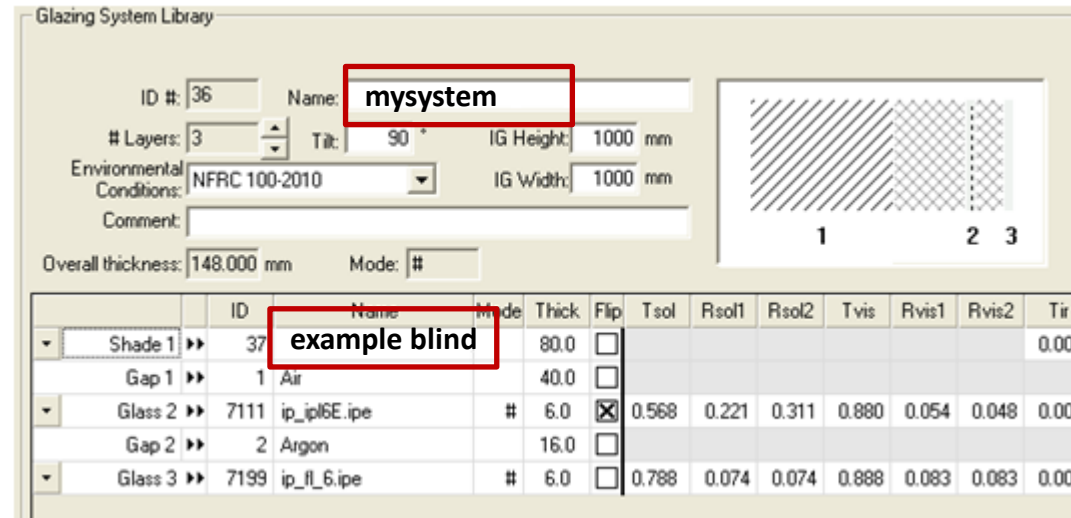 Glazing System Library
ID #: 36 Name: mysystem
# Layers: 3 Tilt: 90 ° IG Height: 1000 mm
Environmental Conditions: NFRC 100-2010 IG Width: 1000 mm
Comment:
1 2 3
Overall thickness: 148.000 mm Mode: #
ID Name Mode Thick Flip Tsol Rsol1 Rsol2 Tvis Rvis1 Rvis2 Tir
Shade 1 37 example blind 80.0 0.00
Gap 1 1 Air 40.0
Glass 2 7111 ip_ipl6E.ipe # 6.0 0.568 0.221 0.311 0.880 0.054 0.048 0.00
Gap 2 2 Argon 16.0
Glass 3 7199 ip_fl_6.ipe # 6.0 0.788 0.074 0.074 0.888 0.083 0.083 0.00